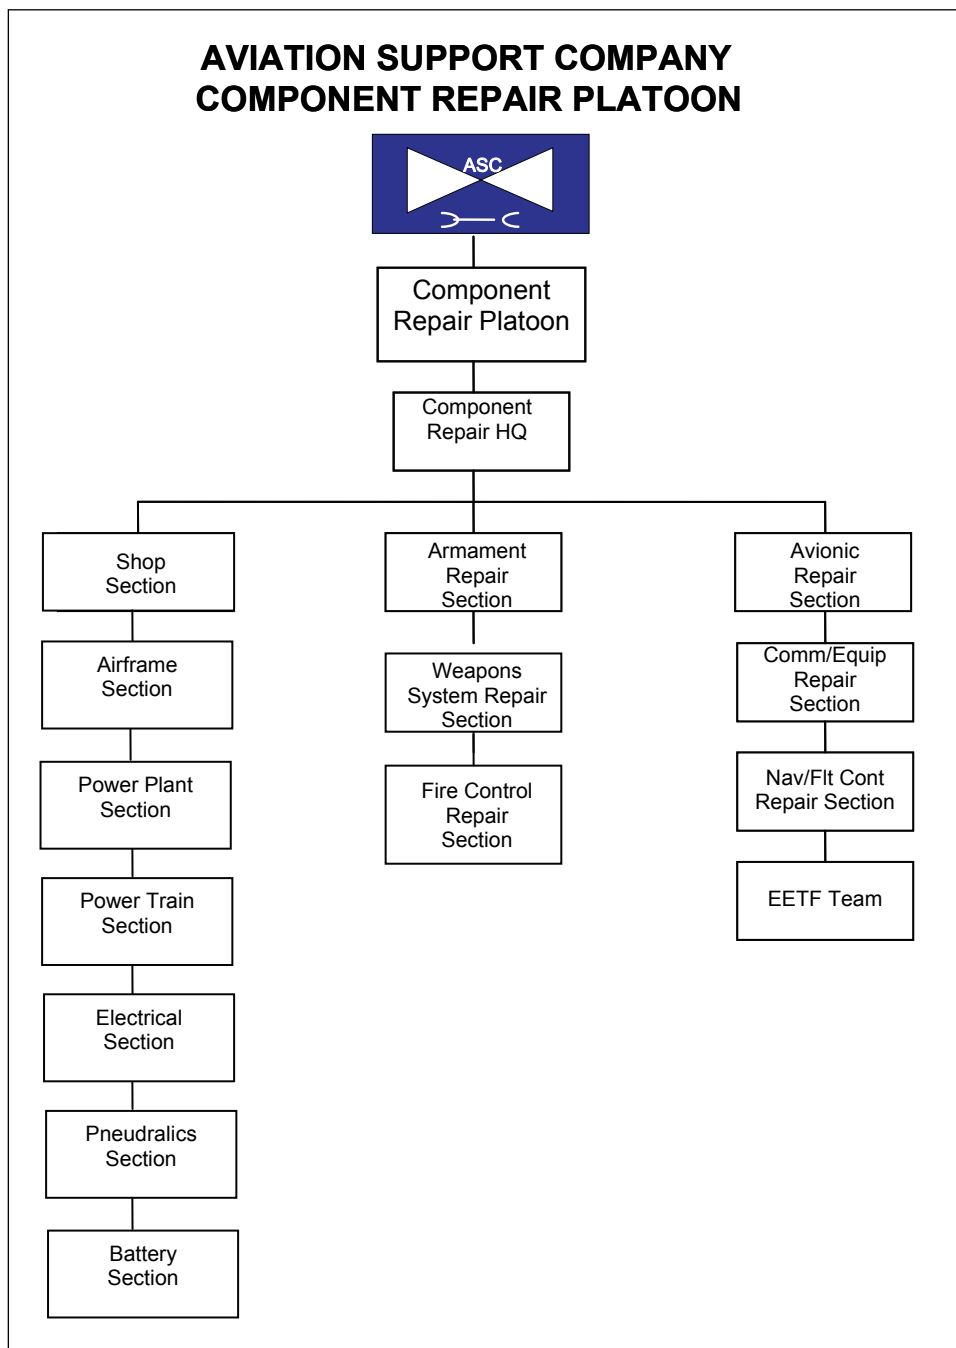 AVIATION SUPPORT COMPANY
COMPONENT REPAIR PLATOON
ASC
Component
Repair Platoon
Component
Repair HQ
Shop
Section
Airframe
Section
Power Plant
Section
Power Train
Section
Electrical
Section
Pneudralics
Section
Battery
Section
Armament
Repair
Section
Weapons
System Repair
Section
Fire Control
Repair
Section
Avionic
Repair
Section
Comm/Equip
Repair
Section
Nav/Flt Cont
Repair Section
EETF Team